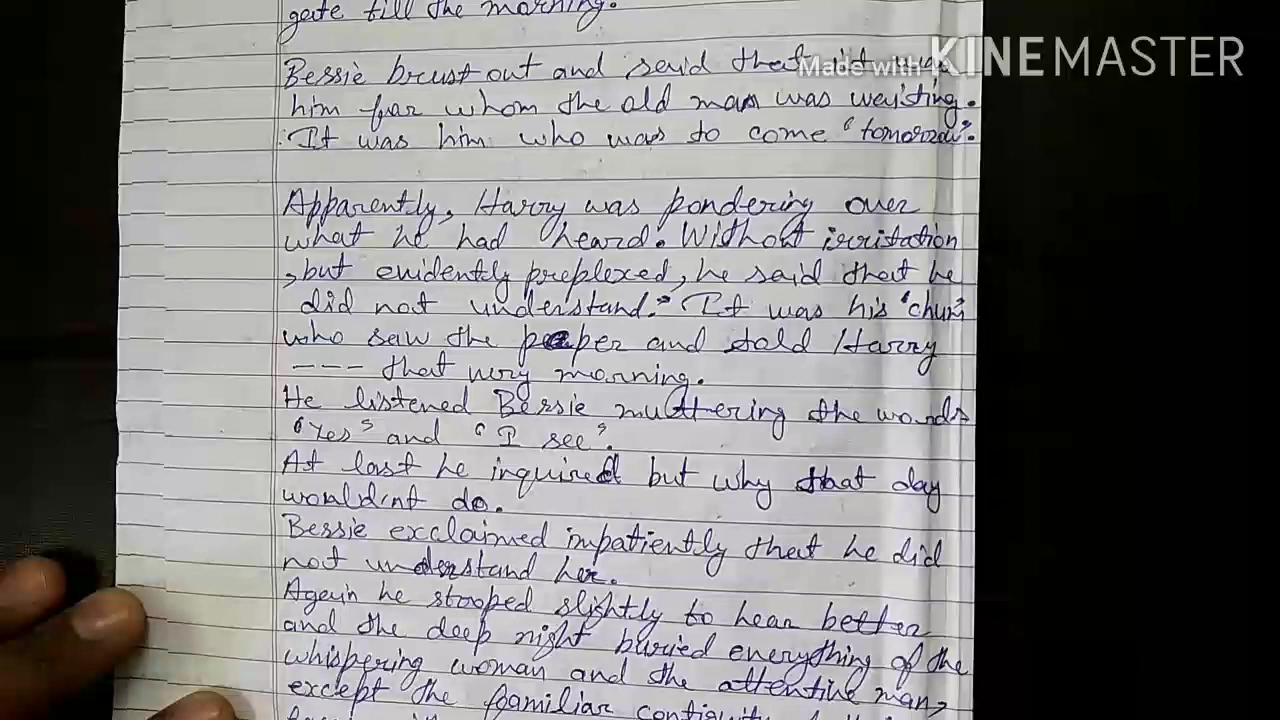 gate till the morning.
Made with KINEMASTER
Bessie brust out and said that it was
him for whom the old man was waisting.
It was him who was to come "tomorrow".
Apparently, Harry was pondering over
what he had heard. Without irrisation
, but evidently preplexed, he said that he
did not understand." It was his "chum"
who saw the paper and told Harry
--- that very morning.
He listened Bessie muttering the words
"Yes" and "I see".
At last he inquired but why that day
wouldn't do.
Bessie exclaimed impatiently that he did
not understand her.
Again he stooped slightly to hear better
and the deep night buried everything of the
whispering woman and the attentive man,
except the familiar contiguity